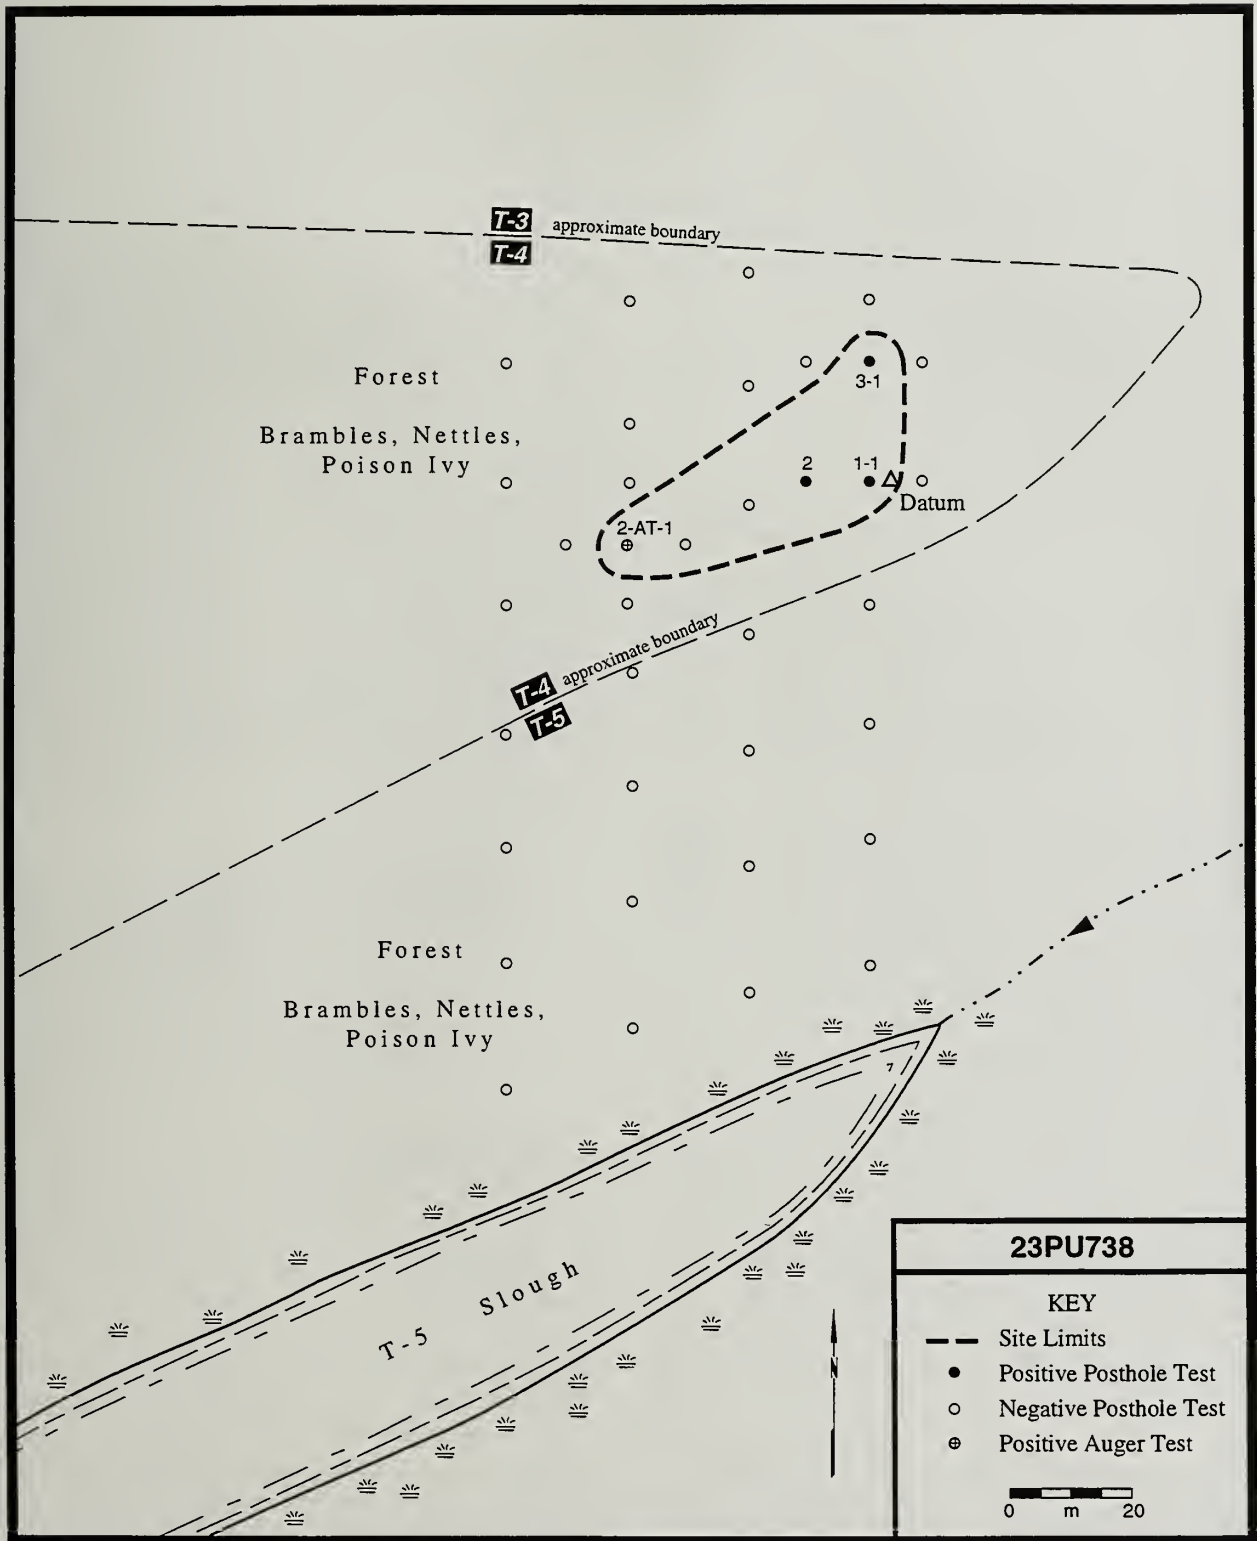 T-3 approximate boundary
T-4
Forest
Brambles, Nettles,
Poison Ivy
3-1
2
1-1
Datum
2-AT-1
T-4 approximate boundary
T-5
Forest
Brambles, Nettles,
Poison Ivy
T-5 Slough
N
23PU738
KEY
Site Limits
Positive Posthole Test
Negative Posthole Test
Positive Auger Test
0 m 20